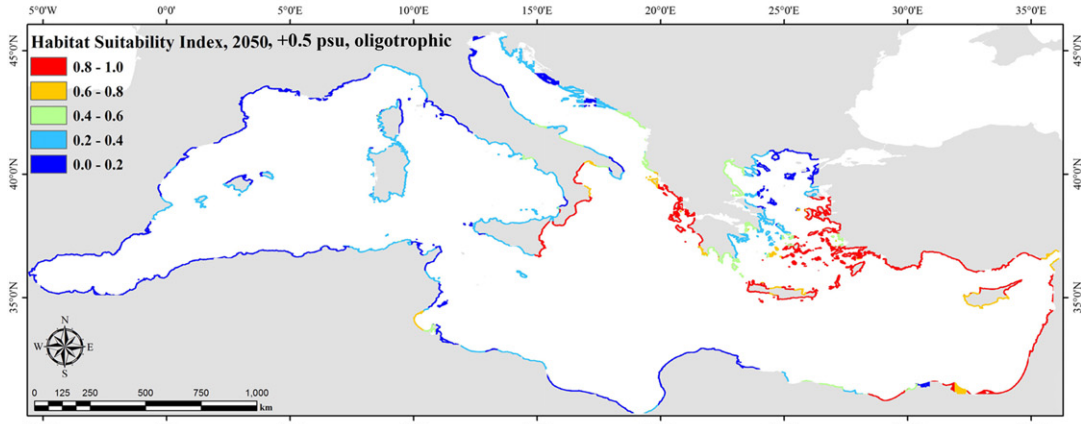 5°0'W 0°0' 5°0'E 10°0'E 15°0'E 20°0'E 25°0'E 30°0'E 35°0'E
45°0'N 45°0'N
Habitat Suitability Index, 2050, +0.5 psu, oligotrophic
0.8 - 1.0
0.6 - 0.8
0.4 - 0.6
0.2 - 0.4
0.0 - 0.2
40°0'N 40°0'N
35°0'N 35°0'N
N
W E
S
0 125 250 500 750 1,000
km